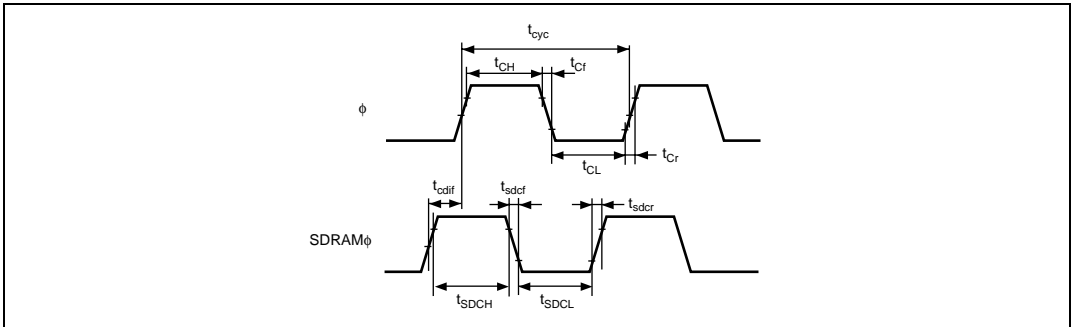 tcyc
tCH tCf
ϕ
tCL tCr
tcdif tsdcf tsdcr
SDRAMϕ
tSDCH tSDCL